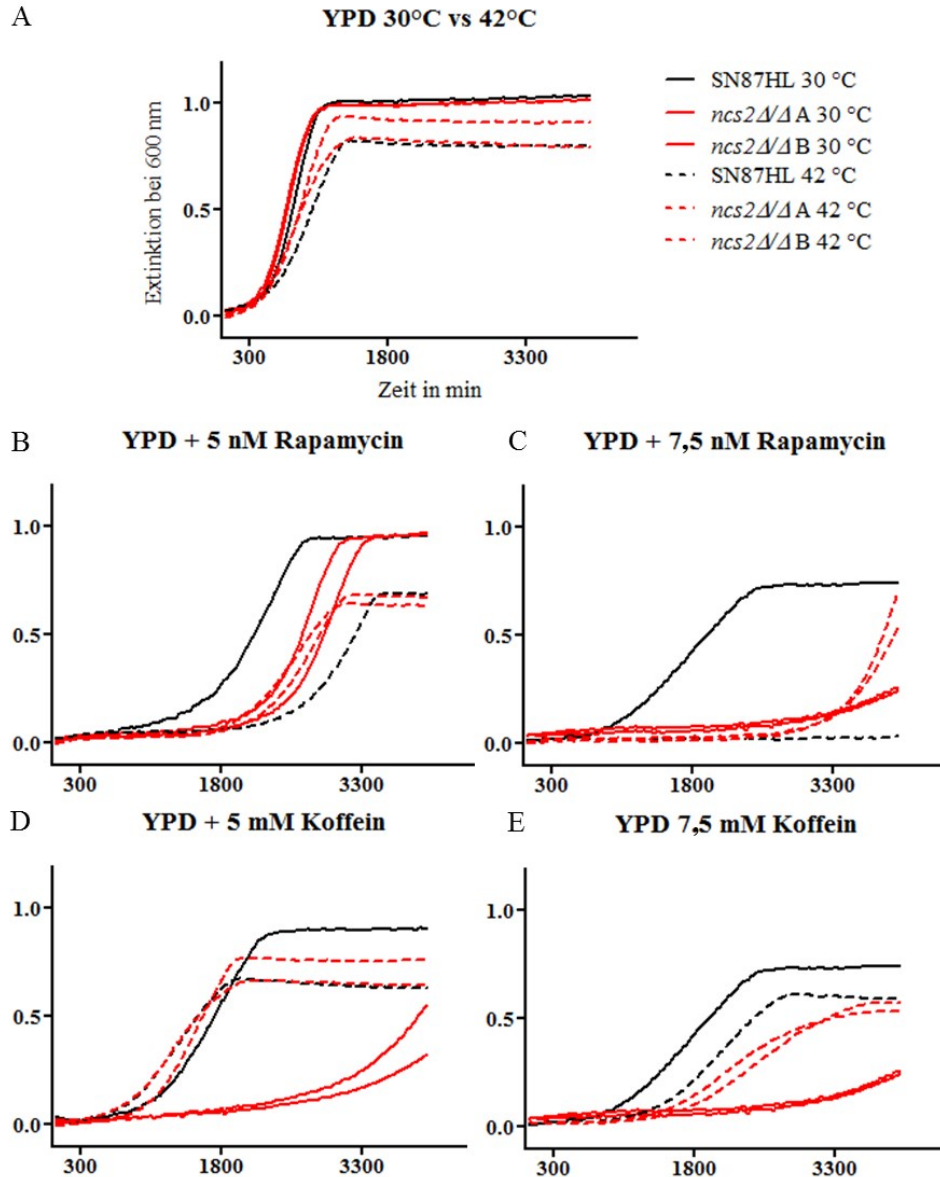 A
YPD 30°C vs 42°C
1.0
0.5
0.0
Extinktion bei 600 nm
300 1800 3300
Zeit in min
SN87HL 30 °C
ncs2Δ/Δ A 30 °C
ncs2Δ/Δ B 30 °C
SN87HL 42 °C
ncs2Δ/Δ A 42 °C
ncs2Δ/Δ B 42 °C
B
YPD + 5 nM Rapamycin
1.0
0.5
0.0
300 1800 3300
C
YPD + 7,5 nM Rapamycin
1.0
0.5
0.0
300 1800 3300
D
YPD + 5 mM Koffein
1.0
0.5
0.0
300 1800 3300
E
YPD 7,5 mM Koffein
1.0
0.5
0.0
300 1800 3300